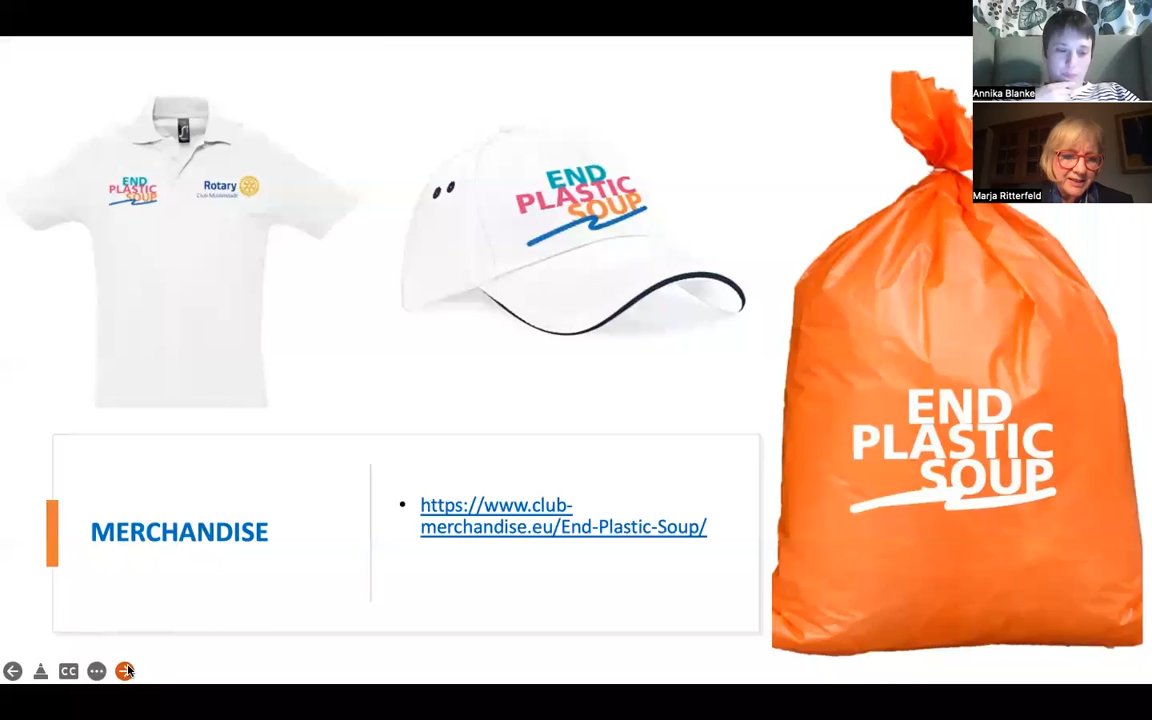 Annika Blanke
Marja Ritterfeld
END
PLASTIC
SOUP
Rotary
END
PLASTIC
SOUP
END
PLASTIC
SOUP
MERCHANDISE
• https://www.club-
merchandise.eu/End-Plastic-Soup/
CC